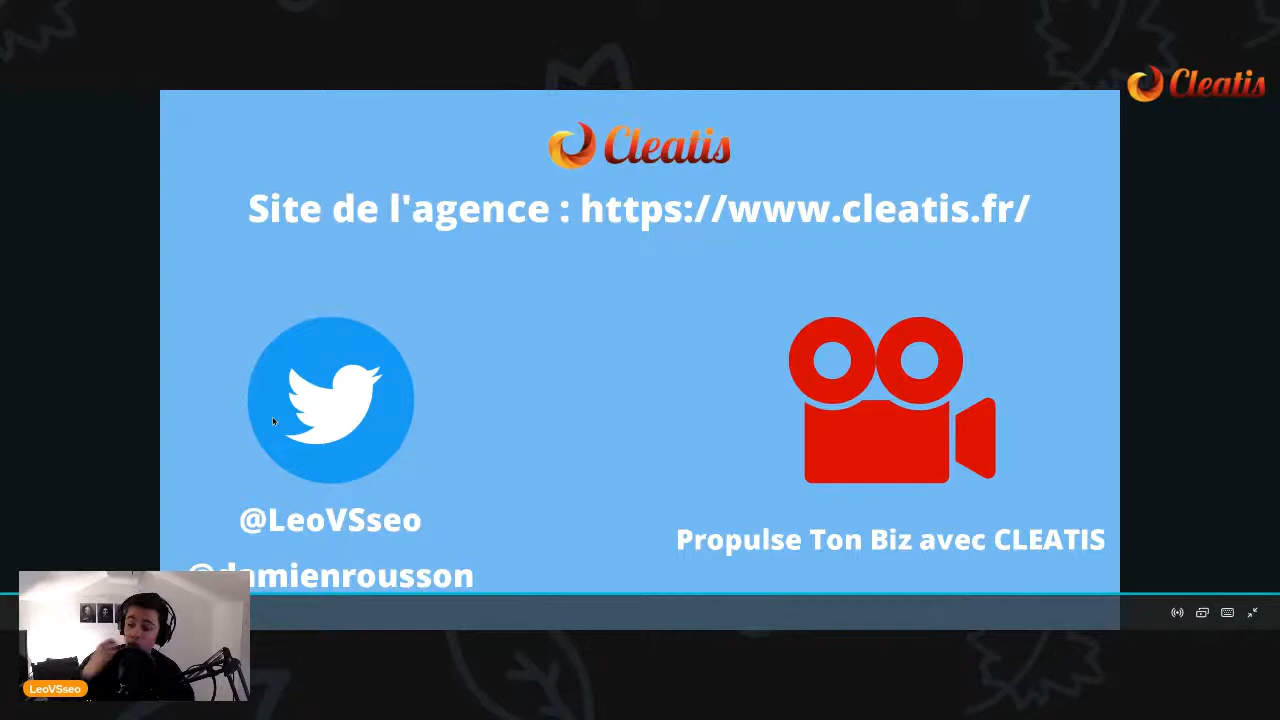 Cleatis
Cleatis
Site de l'agence : https://www.cleatis.fr/
@LeoVSseo
@damienrousson
Propulse Ton Biz avec CLEATIS
LeoVSseo